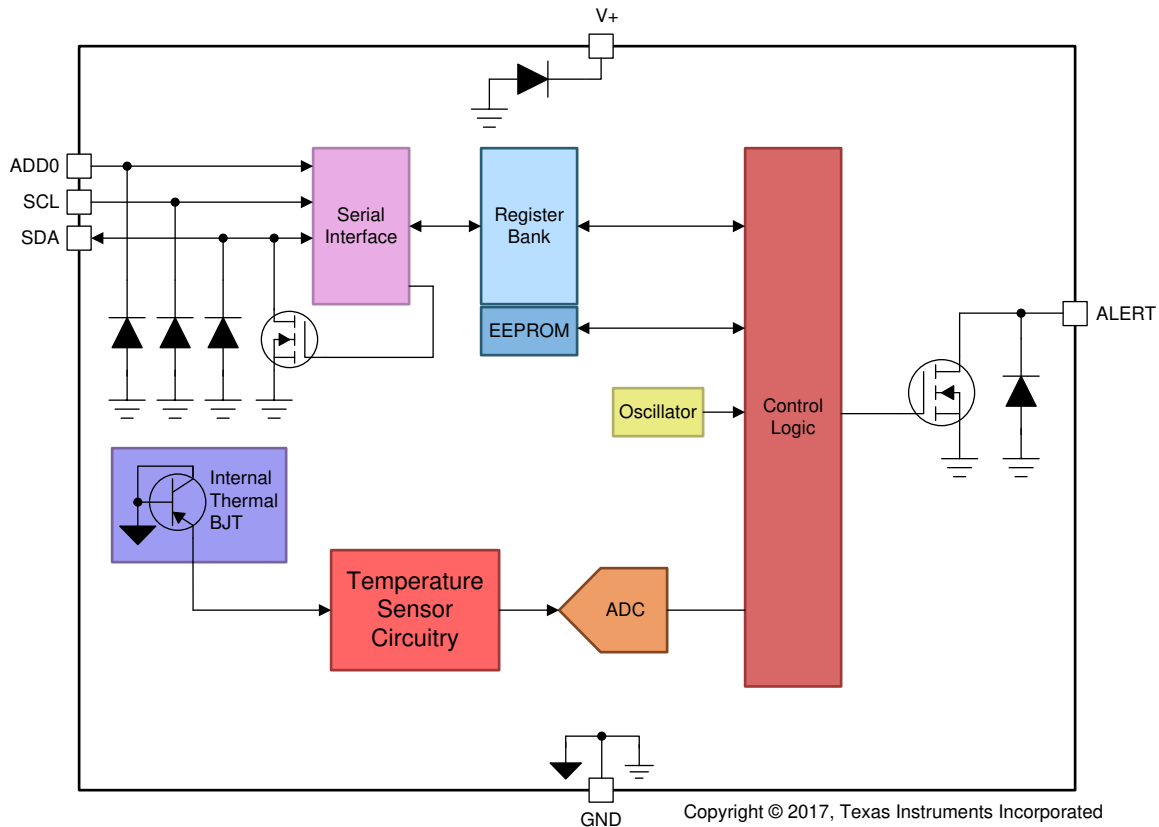 V+
ADD0
SCL
SDA
Serial
Interface
Register
Bank
EEPROM
ALERT
Oscillator
Control
Logic
Internal
Thermal
BJT
Temperature
Sensor
Circuitry
ADC
GND
Copyright © 2017, Texas Instruments Incorporated